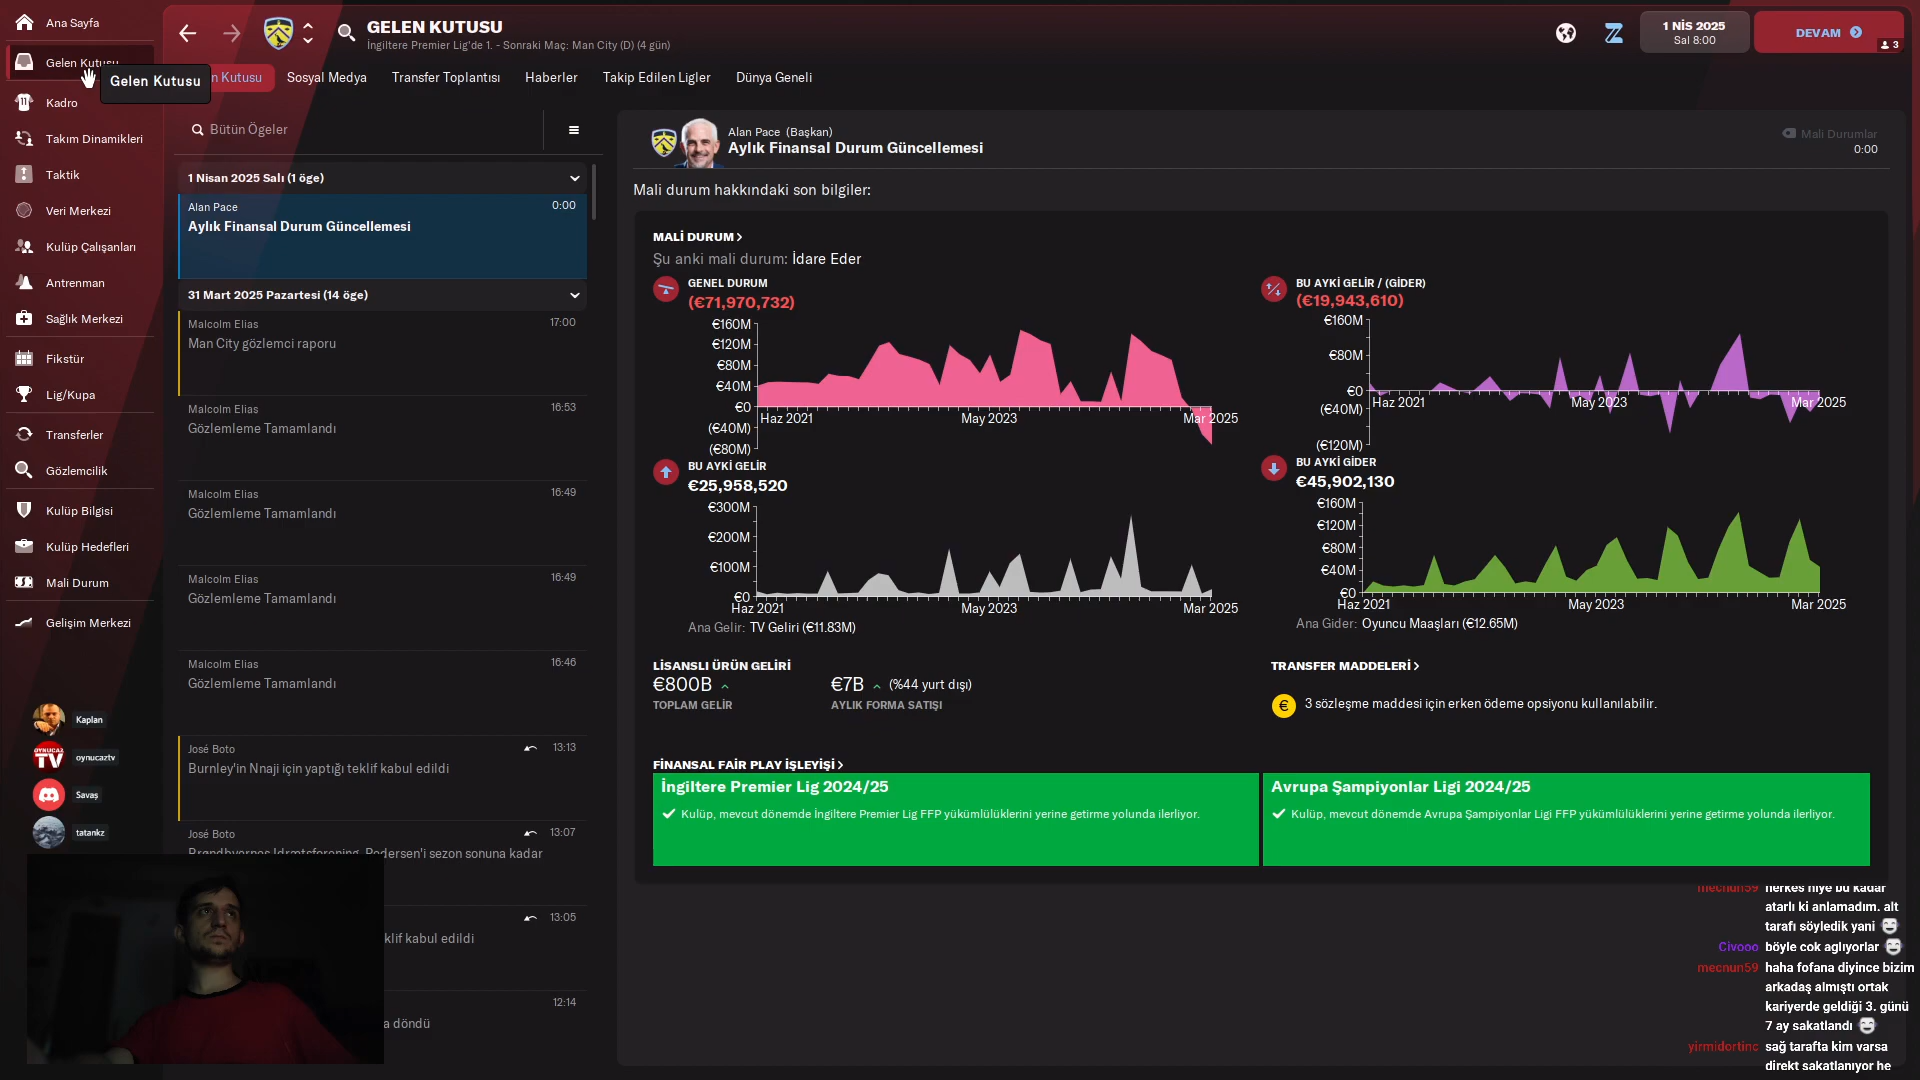 Ana Sayfa
Gelen Kutusu
Gelen Kutusu
Kadro
Takım Dinamikleri
Taktik
Veri Merkezi
Kulüp Çalışanları
Antrenman
Sağlık Merkezi
Fikstür
Lig/Kupa
Transferler
Gözlemcilik
Kulüp Bilgisi
Kulüp Hedefleri
Mali Durum
Gelişim Merkezi
Kaplan
OYNUCAZ TV
oynucaztv
Savaş
tatankz
GELEN KUTUSU
İngiltere Premier Lig'de 1. - Sonraki Maç: Man City (D) (4 gün)
1 NİS 2025
Sal 8:00
DEVAM
3
n Kutusu
Sosyal Medya
Transfer Toplantısı
Haberler
Takip Edilen Ligler
Dünya Geneli
Bütün Ögeler
1 Nisan 2025 Salı (1 öge)
Alan Pace 0:00
Aylık Finansal Durum Güncellemesi
31 Mart 2025 Pazartesi (14 öge)
Malcolm Elias 17:00
Man City gözlemci raporu
Malcolm Elias 16:53
Gözlemleme Tamamlandı
Malcolm Elias 16:49
Gözlemleme Tamamlandı
Malcolm Elias 16:49
Gözlemleme Tamamlandı
Malcolm Elias 16:46
Gözlemleme Tamamlandı
José Boto 13:13
Burnley'in Nnaji için yaptığı teklif kabul edildi
José Boto 13:07
Brøndbyernes Idrætsforening, Pedersen'i sezon sonuna kadar
13:05
klif kabul edildi
12:14
a döndü
Alan Pace (Başkan)
Aylık Finansal Durum Güncellemesi
Mali Durumlar
0:00
Mali durum hakkındaki son bilgiler:
MALİ DURUM
Şu anki mali durum: İdare Eder
GENEL DURUM
(€71,970,732)
€160M
€120M
€80M
€40M
€0
(€40M)
(€80M)
Haz 2021 May 2023 Mar 2025
BU AYKİ GELİR / (GİDER)
(€19,943,610)
€160M
€80M
€0
(€40M)
(€120M)
Haz 2021 May 2023 Mar 2025
BU AYKİ GELİR
€25,958,520
€300M
€200M
€100M
€0
Haz 2021 May 2023 Mar 2025
Ana Gelir: TV Geliri (€11.83M)
BU AYKİ GİDER
€45,902,130
€160M
€120M
€80M
€40M
€0
Haz 2021 May 2023 Mar 2025
Ana Gider: Oyuncu Maaşları (€12.65M)
LİSANSLI ÜRÜN GELİRİ
€800B €7B (%44 yurt dışı)
TOPLAM GELİR AYLIK FORMA SATIŞI
TRANSFER MADDELERİ
€ 3 sözleşme maddesi için erken ödeme opsiyonu kullanılabilir.
FİNANSAL FAİR PLAY İŞLEYİŞİ
İngiltere Premier Lig 2024/25
Kulüp, mevcut dönemde İngiltere Premier Lig FFP yükümlülüklerini yerine getirme yolunda ilerliyor.
Avrupa Şampiyonlar Ligi 2024/25
Kulüp, mevcut dönemde Avrupa Şampiyonlar Ligi FFP yükümlülüklerini yerine getirme yolunda ilerliyor.
mecnun59 herkes niye bu kadar
atarlı ki anlamadım. alt
tarafı söyledik yani
Civooo böyle cok aglıyorlar
mecnun59 haha fofana diyince bizim
arkadaş almıştı ortak
kariyerde geldiği 3. günü
7 ay sakatlandı
yirmidortinc sağ tarafta kim varsa
direkt sakatlanıyor he